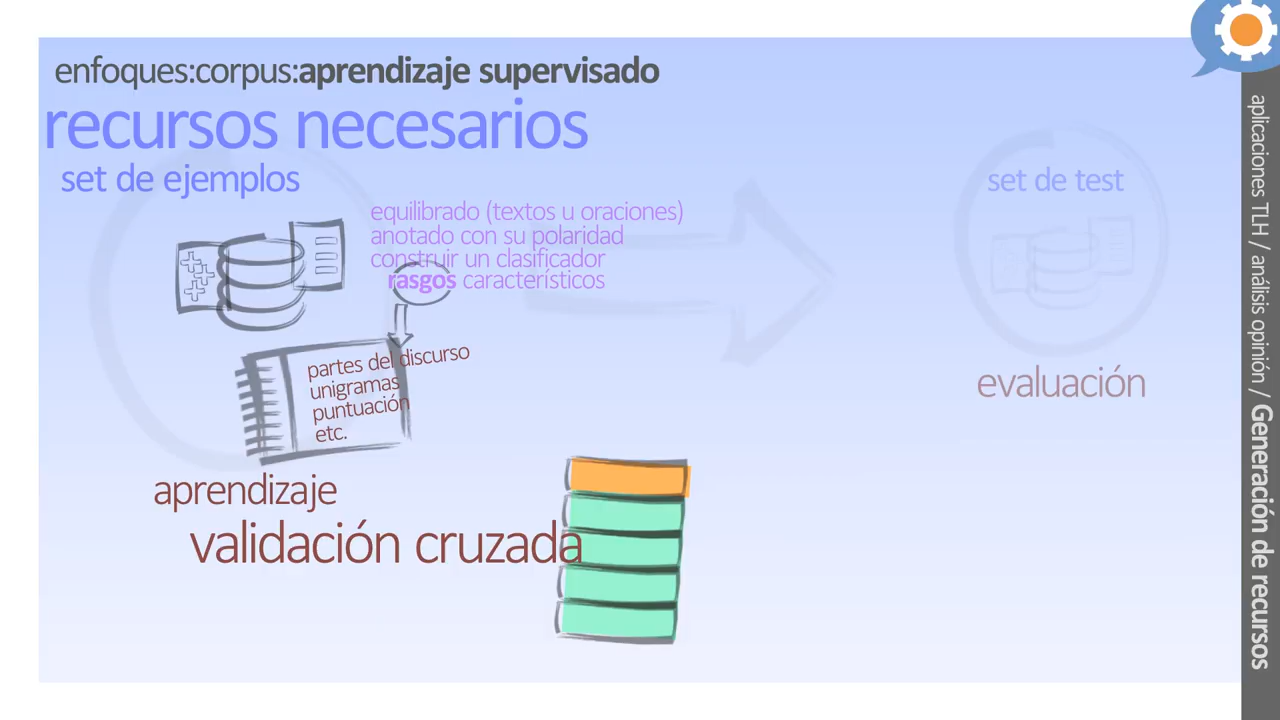 enfoques:corpus:aprendizaje supervisado
recursos necesarios
set de ejemplos
equilibrado (textos u oraciones)
anotado con su polaridad
construir un clasificador
rasgos característicos
partes del discurso
unigramas
puntuación
etc.
aprendizaje
validación cruzada
set de test
evaluación
aplicaciones TLH / análisis opinión / Generación de recursos